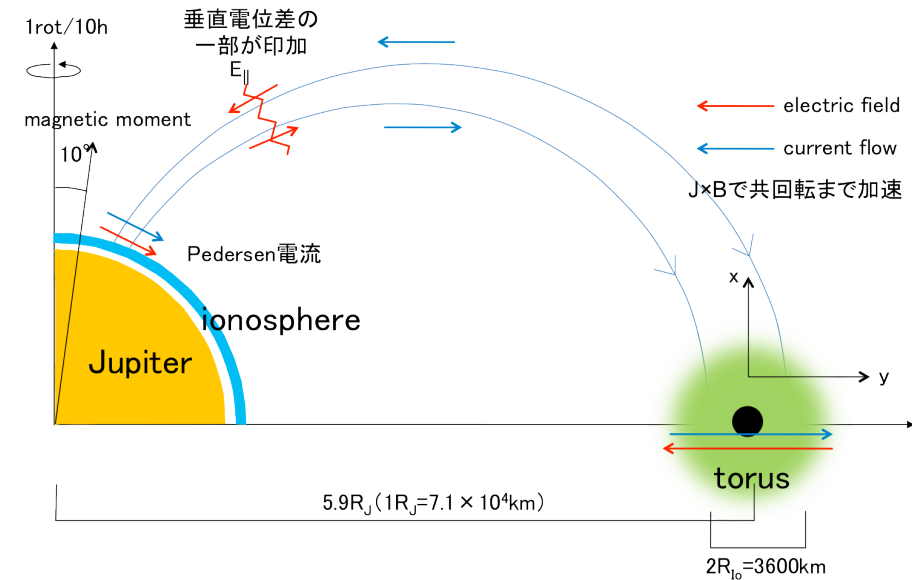 1rot/10h
垂直電位差の
一部が印加
E||
magnetic moment
10°
electric field
current flow
J×Bで共回転まで加速
Pedersen電流
ionosphere
Jupiter
x
y
torus
5.9RJ(1RJ=7.1×10⁴km)
2RIo=3600km